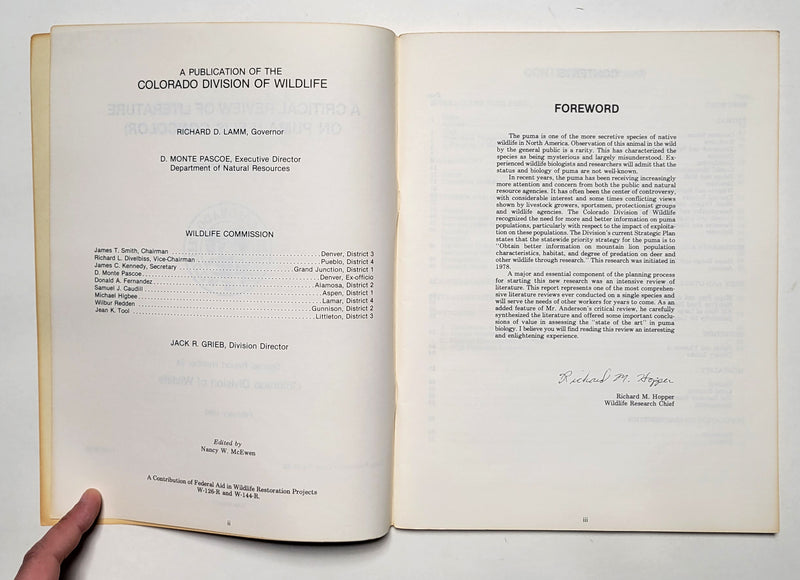 A PUBLICATION OF THE
COLORADO DIVISION OF WILDLIFE
RICHARD D. LAMM, Governor
D. MONTE PASCOE, Executive Director
Department of Natural Resources
WILDLIFE COMMISSION
James T. Smith, Chairman Denver, District 3
Richard L. Divelbiss, Vice-Chairman Pueblo, District 4
James C. Kennedy, Secretary Grand Junction, District 1
D. Monte Pascoe Denver, Ex-officio
Donald A. Fernandez Alamosa, District 2
Samuel J. Caudill Aspen, District 1
Michael Higbee Lamar, District 4
Wilbur Redden Gunnison, District 2
Jean K. Tool Littleton, District 3
JACK R. GRIEB, Division Director
Edited by
Nancy W. McEwen
A Contribution of Federal Aid in Wildlife Restoration Projects
W-126-R and W-144-R.
ii
FOREWORD
The puma is one of the more secretive species of native
wildlife in North America. Observation of this animal in the wild
by the general public is a rarity. This has characterized the
species as being mysterious and largely misunderstood. Ex-
perienced wildlife biologists and researchers will admit that the
status and biology of puma are not well-known.
In recent years, the puma has been receiving increasingly
more attention and concern from both the public and natural
resource agencies. It has often been the center of controversy,
with considerable interest and some times conflicting views
shown by livestock growers, sportsmen, protectionist groups
and wildlife agencies. The Colorado Division of Wildlife
recognized the need for more and better information on puma
populations, particularly with respect to the impact of exploita-
tion on these populations. The Division's current Strategic Plan
states that the statewide priority strategy for the puma is to
"Obtain better information on mountain lion population
characteristics, habitat, and degree of predation on deer and
other wildlife through research." This research was initiated in
1978.
A major and essential component of the planning process
for starting this new research was an intensive review of
literature. This report represents one of the most comprehen-
sive literature reviews ever conducted on a single species and
will serve the needs of other workers for years to come. As an
added feature of Mr. Anderson's critical review, he carefully
synthesized the literature and offered some important conclu-
sions of value in assessing the "state of the art" in puma
biology. I believe you will find reading this review an interesting
and enlightening experience.
Richard M. Hopper
Richard M. Hopper
Wildlife Research Chief
iii